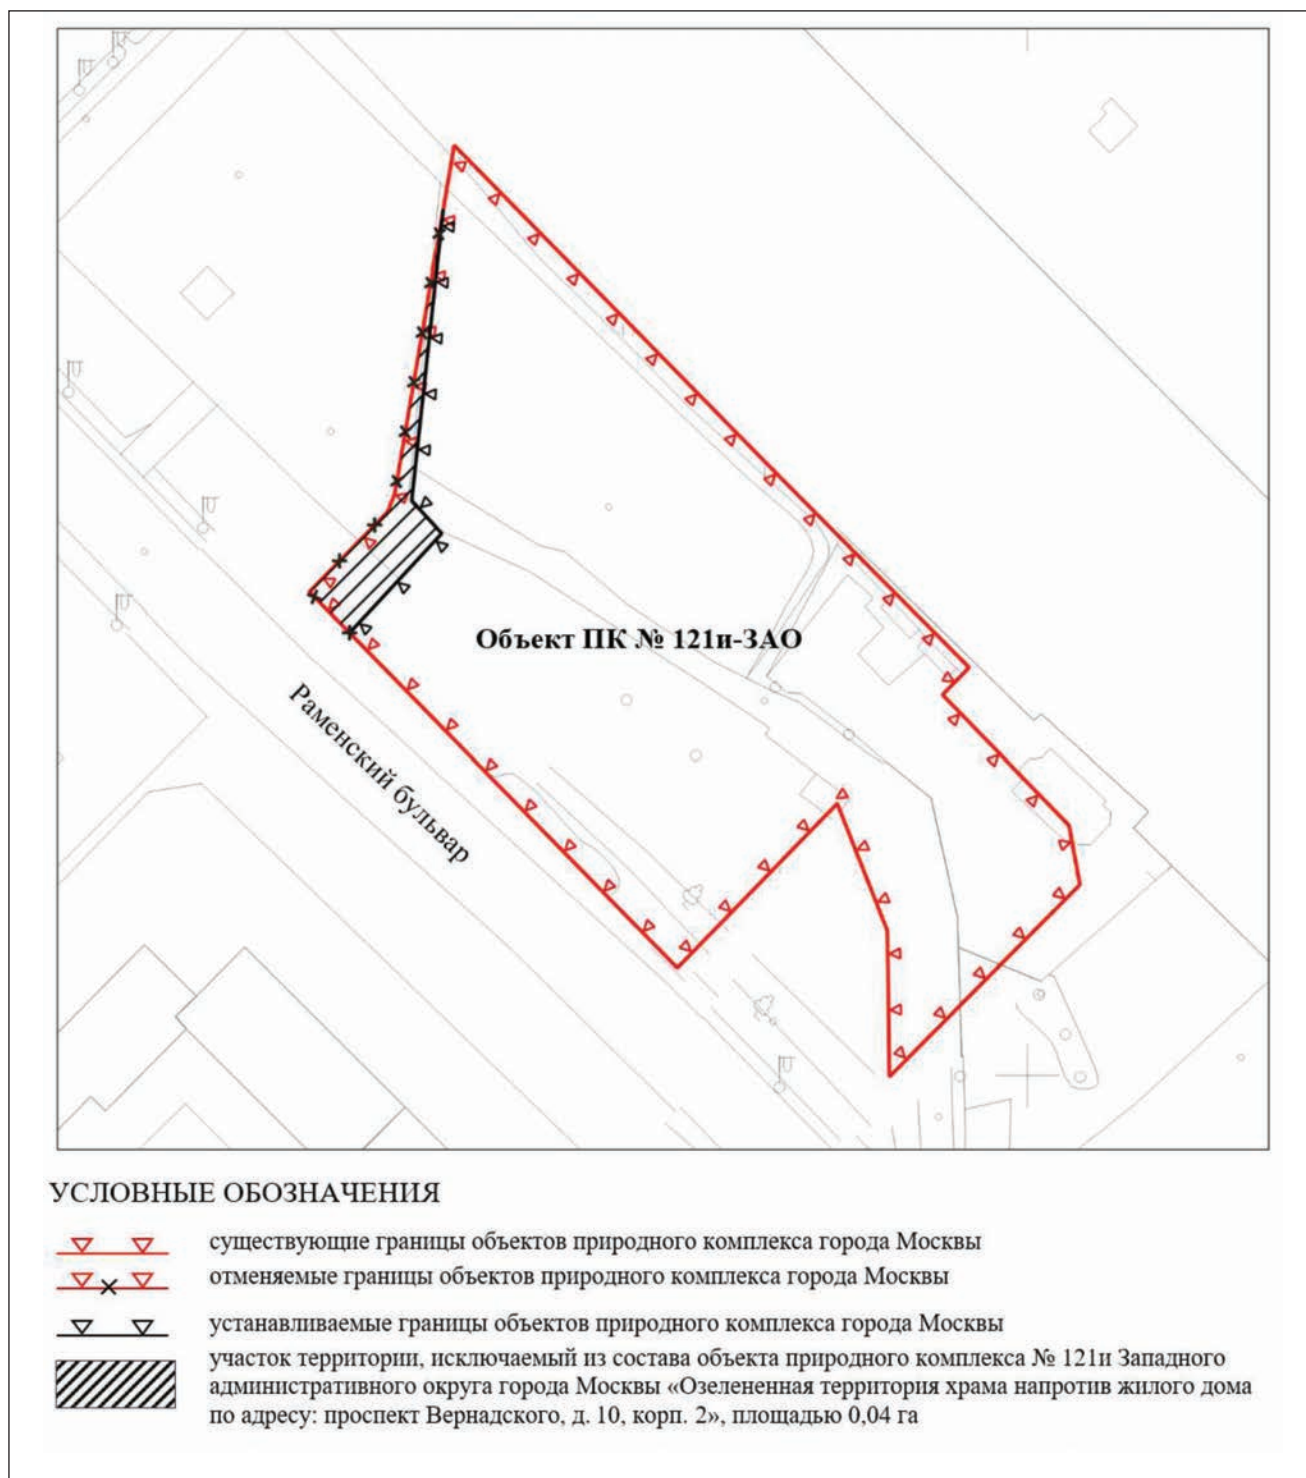 Объект ПК № 121и-ЗАО
Раменский бульвар
УСЛОВНЫЕ ОБОЗНАЧЕНИЯ
существующие границы объектов природного комплекса города Москвы
отменяемые границы объектов природного комплекса города Москвы
устанавливаемые границы объектов природного комплекса города Москвы
участок территории, исключаемый из состава объекта природного комплекса № 121и Западного
административного округа города Москвы «Озелененная территория храма напротив жилого дома
по адресу: проспект Вернадского, д. 10, корп. 2», площадью 0,04 га